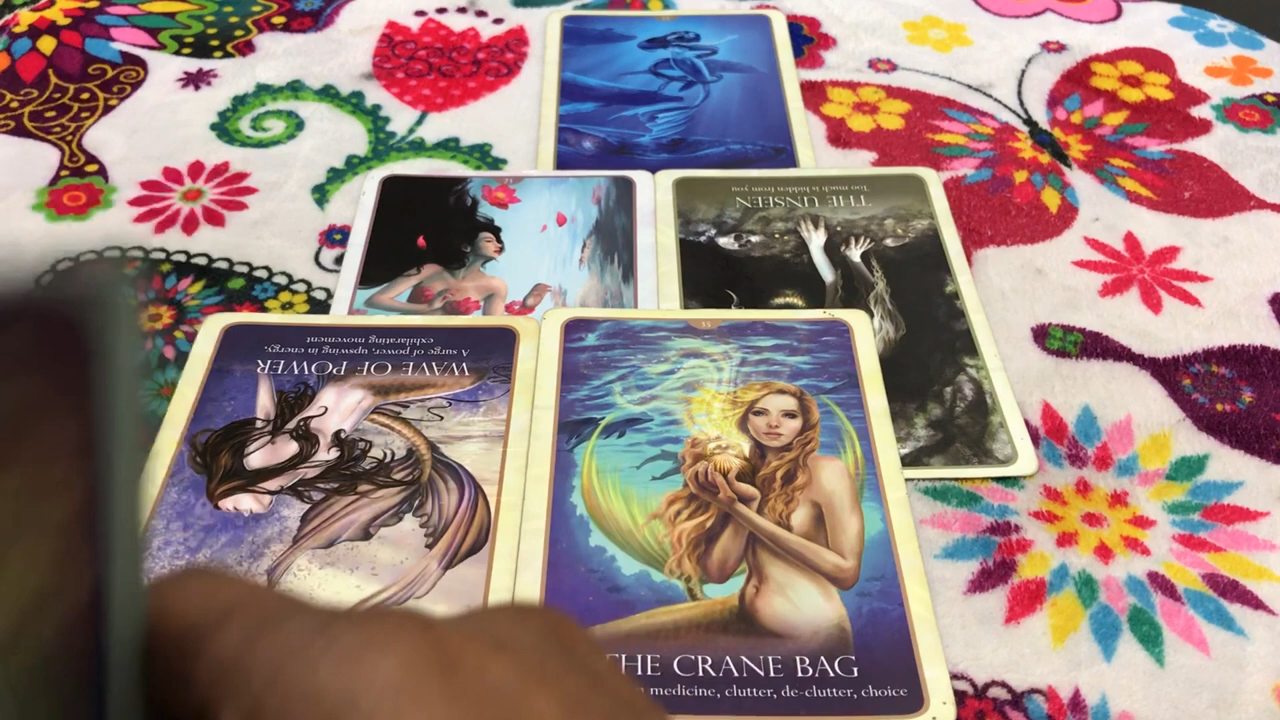 Too much is hidden from you
THE UNSEEN
A surge of power, upswing in energy,
exhilarating movement
WAVE OF POWER
35
THE CRANE BAG
medicine, clutter, de-clutter, choice